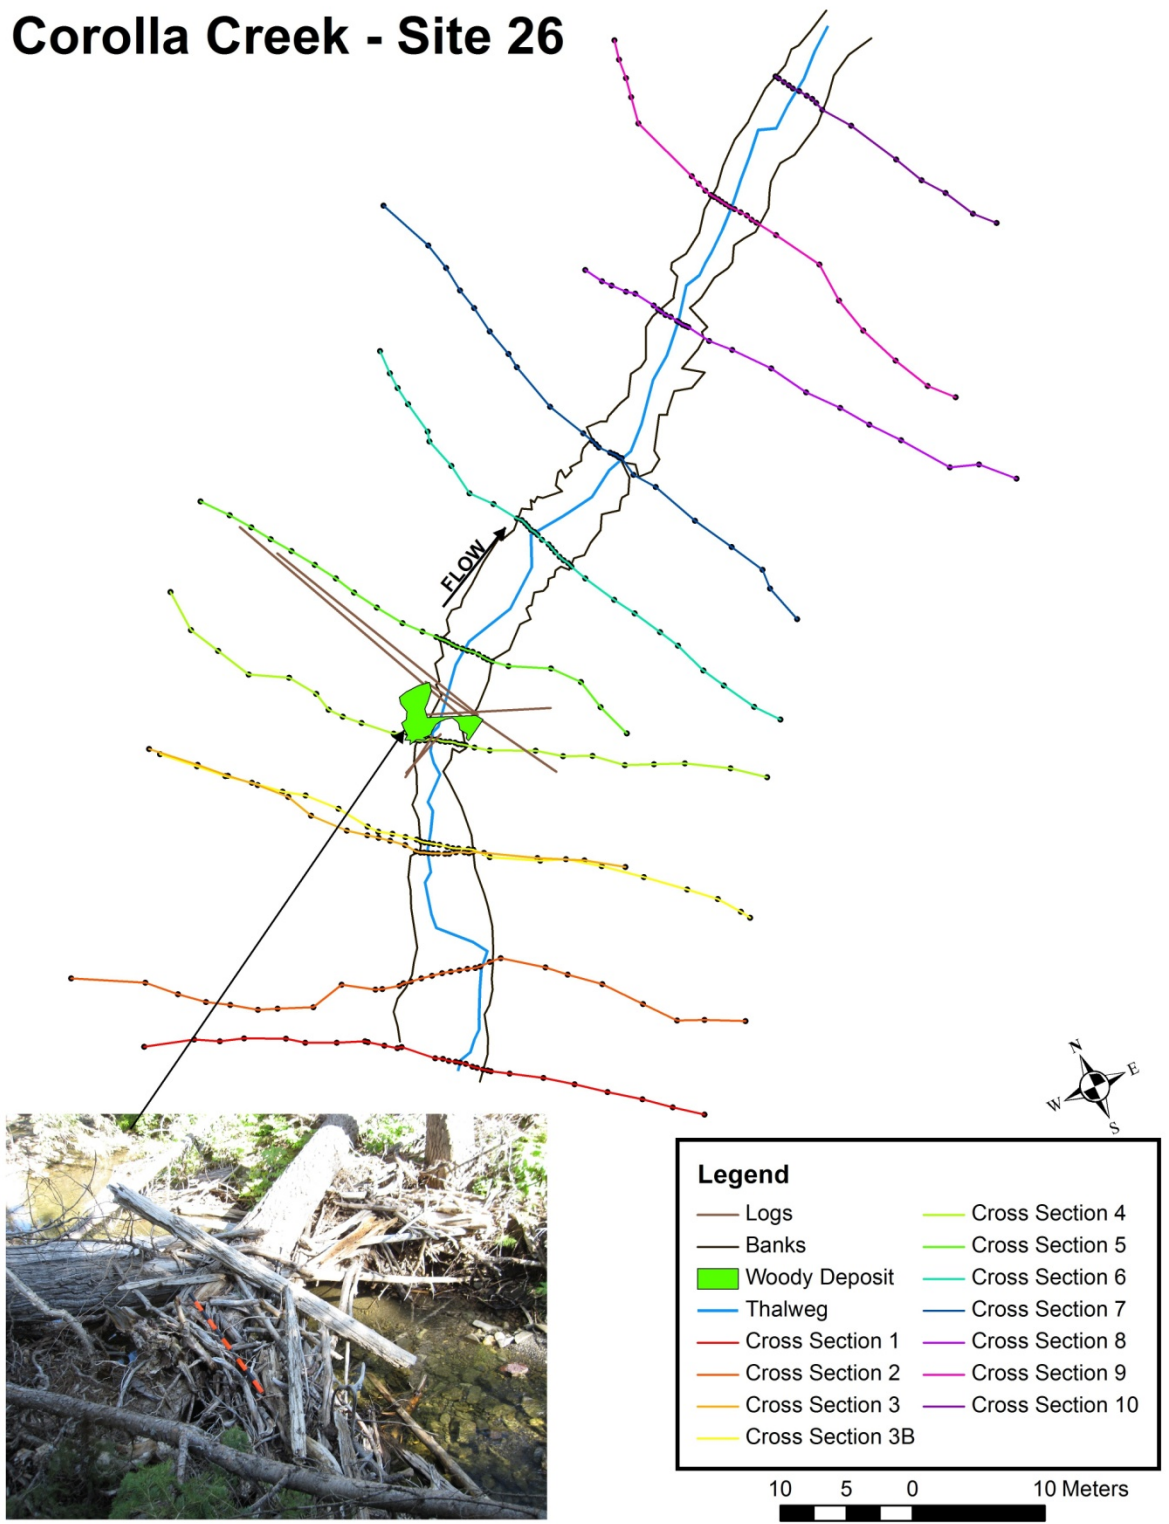 Corolla Creek - Site 26
FLOW
N
E
W
S
Legend
Logs
Banks
Woody Deposit
Thalweg
Cross Section 1
Cross Section 2
Cross Section 3
Cross Section 3B
Cross Section 4
Cross Section 5
Cross Section 6
Cross Section 7
Cross Section 8
Cross Section 9
Cross Section 10
10 5 0 10 Meters